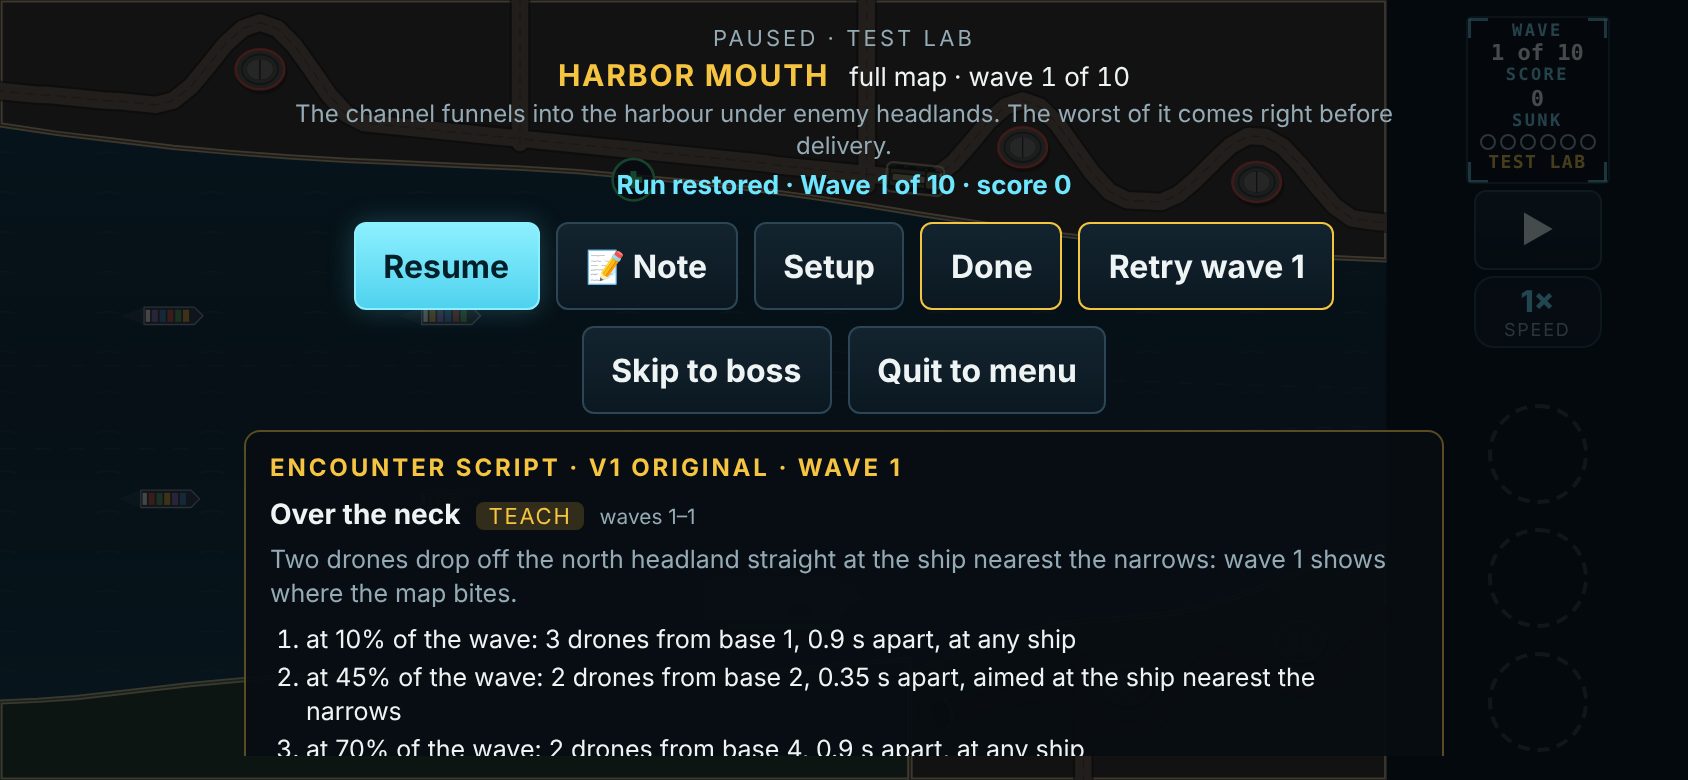 PAUSED · TEST LAB
HARBOR MOUTH full map · wave 1 of 10
The channel funnels into the harbour under enemy headlands. The worst of it comes right before
delivery.
Run restored · Wave 1 of 10 · score 0
Resume
📝 Note
Setup
Done
Retry wave 1
Skip to boss
Quit to menu
ENCOUNTER SCRIPT · V1 ORIGINAL · WAVE 1
Over the neck TEACH waves 1–1
Two drones drop off the north headland straight at the ship nearest the narrows: wave 1 shows
where the map bites.
1. at 10% of the wave: 3 drones from base 1, 0.9 s apart, at any ship
2. at 45% of the wave: 2 drones from base 2, 0.35 s apart, aimed at the ship nearest the
narrows
3. at 70% of the wave: 2 drones from base 4, 0.9 s apart, at any ship
WAVE
1 of 10
SCORE
0
SUNK
TEST LAB
1×
SPEED